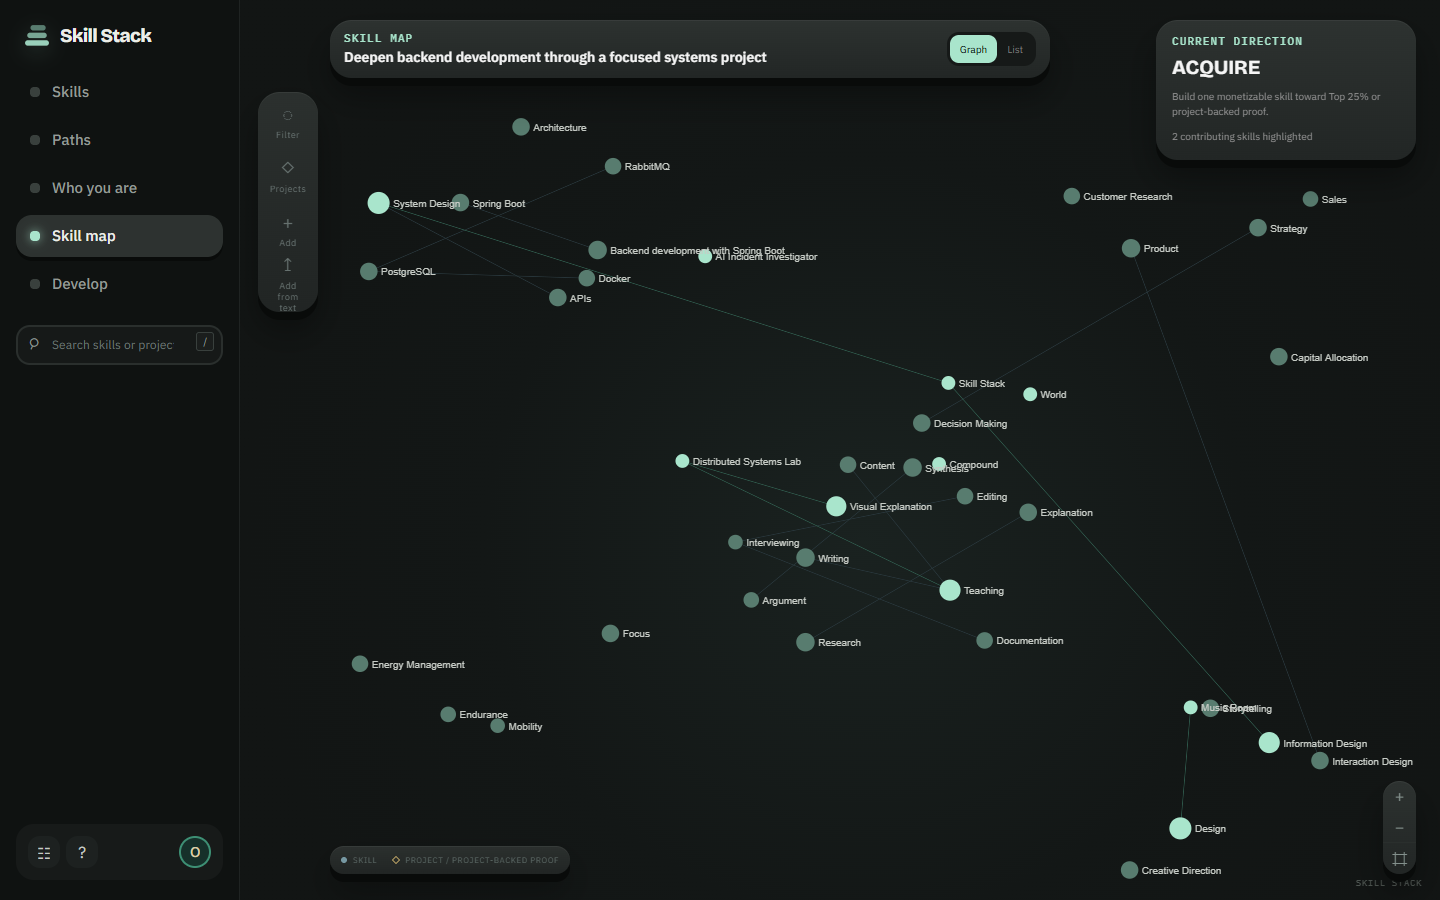 Skill Stack
Skills
Paths
Who you are
Skill map
Develop
Search skills or projec
/
?
O
SKILL MAP
Deepen backend development through a focused systems project
Graph
List
CURRENT DIRECTION
ACQUIRE
Build one monetizable skill toward Top 25% or
project-backed proof.
2 contributing skills highlighted
Filter
Projects
Add
Add
from
text
Architecture
RabbitMQ
System Design
Spring Boot
Backend development with Spring Boot
AI Incident Investigator
PostgreSQL
Docker
APIs
Customer Research
Sales
Strategy
Product
Capital Allocation
Skill Stack
World
Decision Making
Distributed Systems Lab
Content
Synthesis
Compound
Visual Explanation
Editing
Explanation
Interviewing
Writing
Teaching
Argument
Focus
Research
Documentation
Energy Management
Endurance
Mobility
Music Room
Storytelling
Information Design
Interaction Design
Design
Creative Direction
SKILL
PROJECT / PROJECT-BACKED PROOF
+
−
SKILL STACK